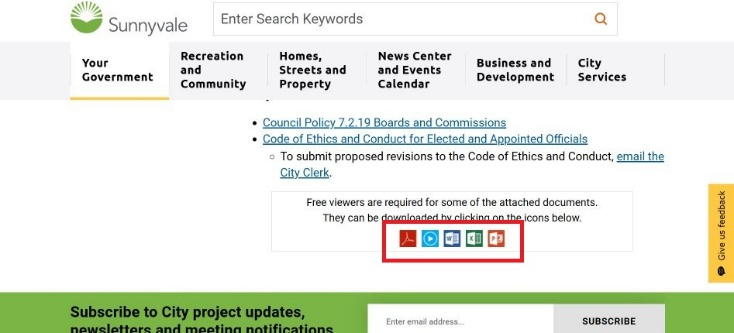 Sunnyvale
Enter Search Keywords
Your
Government
Recreation
and
Community
Homes,
Streets and
Property
News Center
and Events
Calendar
Business and
Development
City
Services
Council Policy 7.2.19 Boards and Commissions
Code of Ethics and Conduct for Elected and Appointed Officials
To submit proposed revisions to the Code of Ethics and Conduct, email the
City Clerk.
Free viewers are required for some of the attached documents.
They can be downloaded by clicking on the icons below.
Give us feedback
Subscribe to City project updates,
newsletters and meeting notifications
Enter email address...
SUBSCRIBE